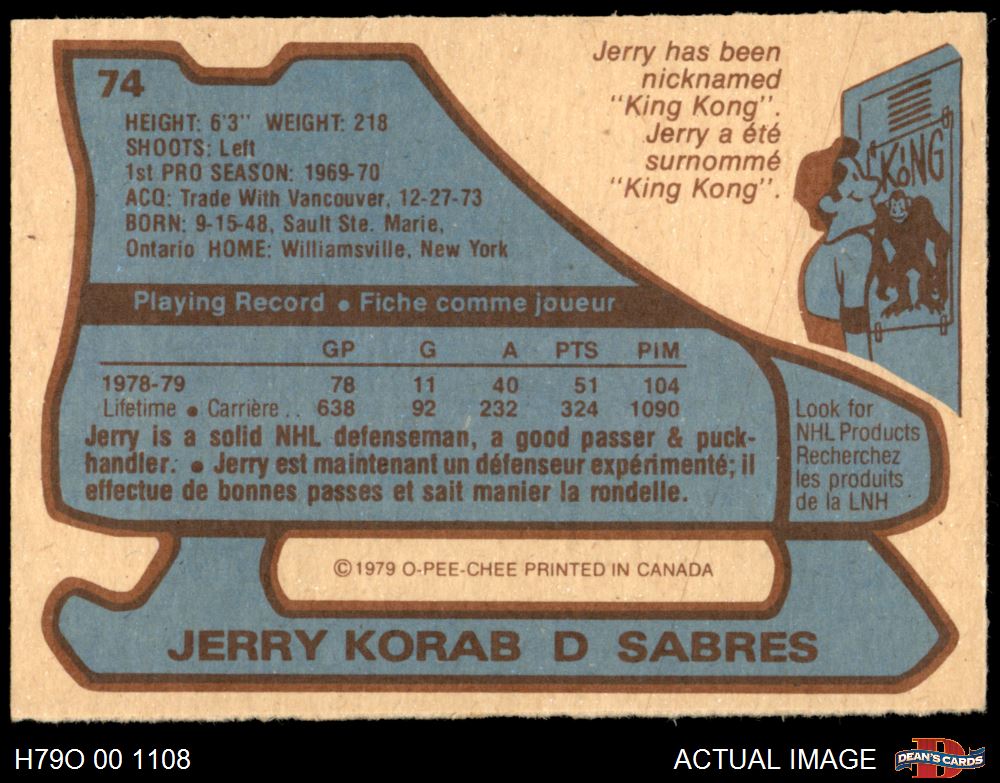 74
HEIGHT: 6'3" WEIGHT: 218
SHOOTS: Left
1st PRO SEASON: 1969-70
ACQ: Trade With Vancouver, 12-27-73
BORN: 9-15-48, Sault Ste. Marie,
Ontario HOME: Williamsville, New York
Jerry has been
nicknamed
"King Kong".
Jerry a été
surnommé
"King Kong".
KONG
Playing Record • Fiche comme joueur
GP G A PTS PIM
1978-79 78 11 40 51 104
Lifetime • Carrière .. 638 92 232 324 1090
Jerry is a solid NHL defenseman, a good passer & puck-
handler. • Jerry est maintenant un défenseur expérimenté; il
effectue de bonnes passes et sait manier la rondelle.
Look for
NHL Products
Recherchez
les produits
de la LNH
©1979 O-PEE-CHEE PRINTED IN CANADA
JERRY KORAB D SABRES
H79O 00 1108
ACTUAL IMAGE
D
DEAN'S CARDS